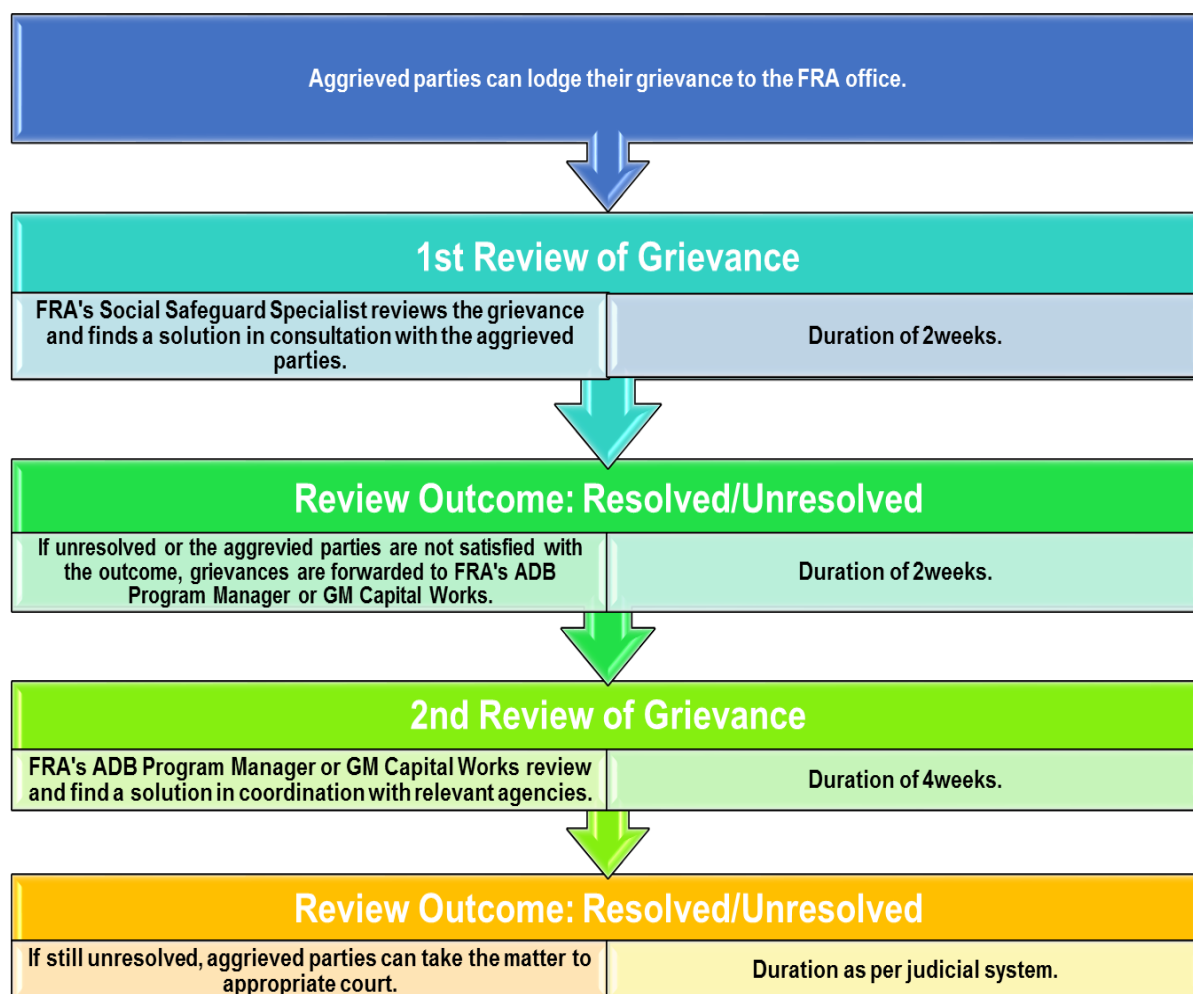 Aggrieved parties can lodge their grievance to the FRA office.
1st Review of Grievance
FRA's Social Safeguard Specialist reviews the grievance
and finds a solution in consultation with the aggrieved
parties.
Duration of 2weeks.
Review Outcome: Resolved/Unresolved
If unresolved or the aggrevied parties are not satisfied with
the outcome, grievances are forwarded to FRA's ADB
Program Manager or GM Capital Works.
Duration of 2weeks.
2nd Review of Grievance
FRA's ADB Program Manager or GM Capital Works review
and find a solution in coordination with relevant agencies.
Duration of 4weeks.
Review Outcome: Resolved/Unresolved
If still unresolved, aggrieved parties can take the matter to
appropriate court.
Duration as per judicial system.